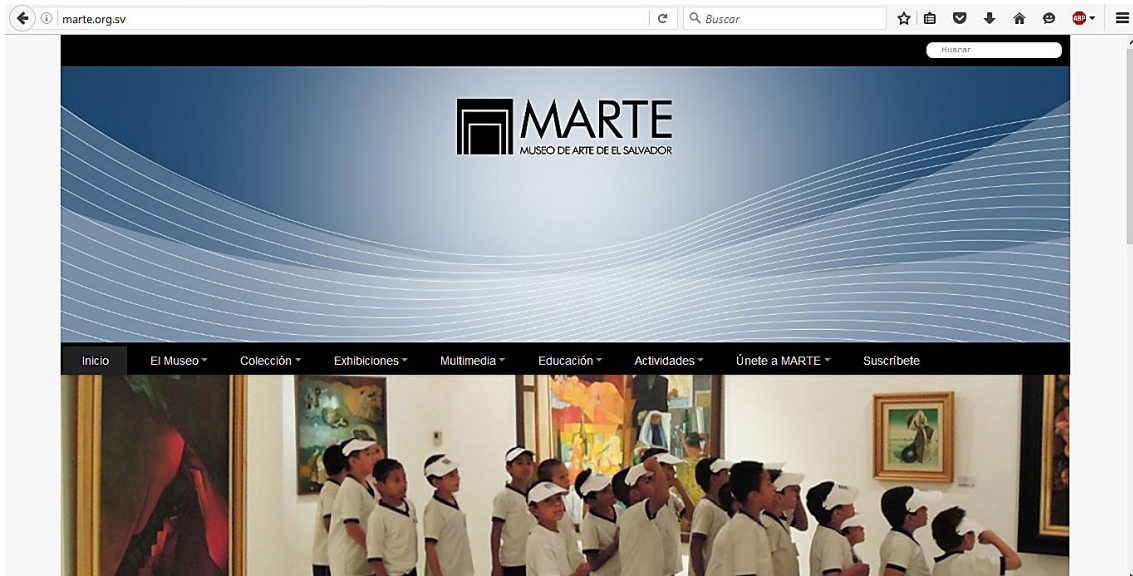 marte.org.sv
Buscar
Buscar
MARTE
MUSEO DE ARTE DE EL SALVADOR
Inicio El Museo Colección Exhibiciones Multimedia Educación Actividades Únete a MARTE Suscríbete